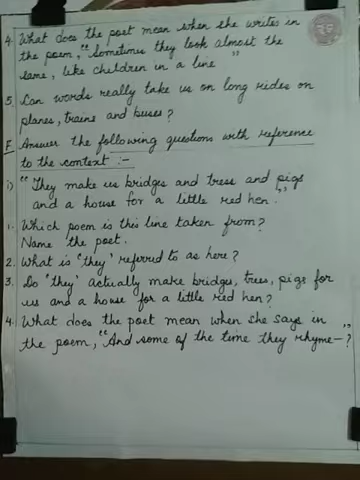 4. What does the poet mean when she writes in
the poem, "Sometimes they look almost the
same, like children in a line"
5. Can words really take us on long rides on
planes, trains and buses?
F. Answer the following questions with reference
to the context :-
i) "They make us bridges and tress and pigs
and a house for a little red hen."
1. Which poem is this line taken from?
Name the poet.
2. What is 'they' referred to as here?
3. Do 'they' actually make bridges, trees, pigs for
us and a house for a little red hen?
4. What does the poet mean when she says in
the poem, "And some of the time they rhyme—"?